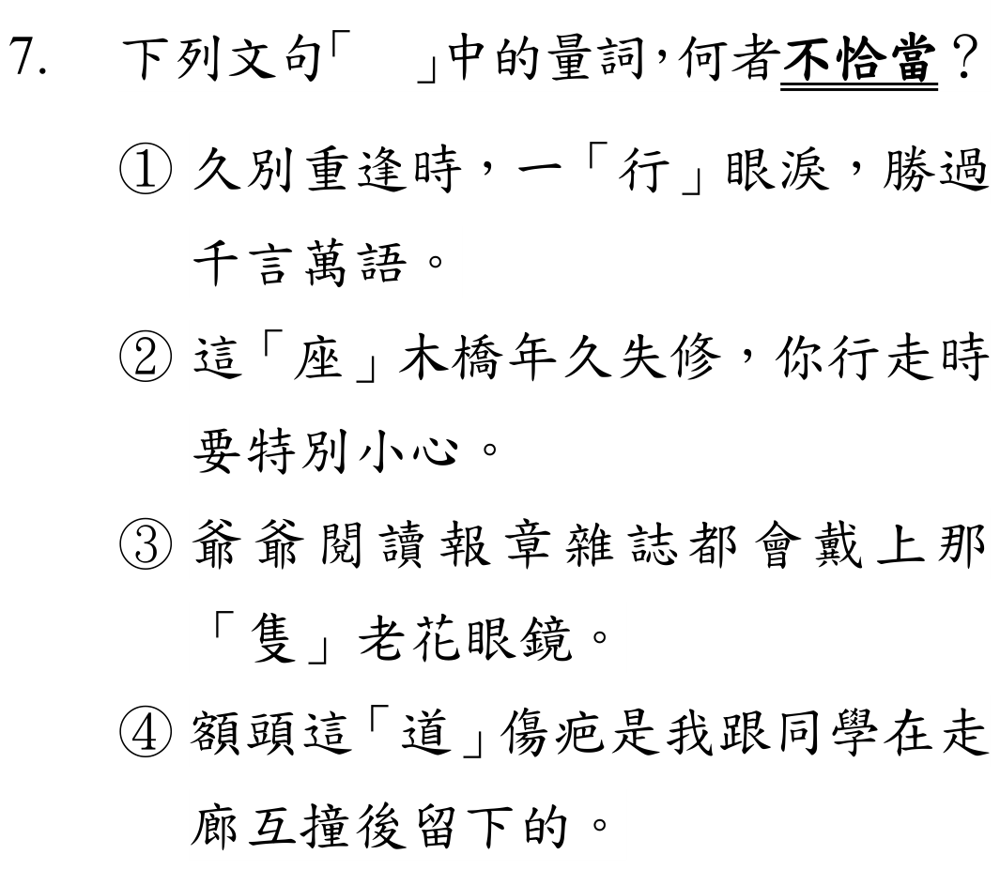 7. 下列文句「　」中的量詞，何者不恰當？
① 久別重逢時，一「行」眼淚，勝過
千言萬語。
② 這「座」木橋年久失修，你行走時
要特別小心。
③ 爺爺閱讀報章雜誌都會戴上那
「隻」老花眼鏡。
④ 額頭這「道」傷疤是我跟同學在走
廊互撞後留下的。